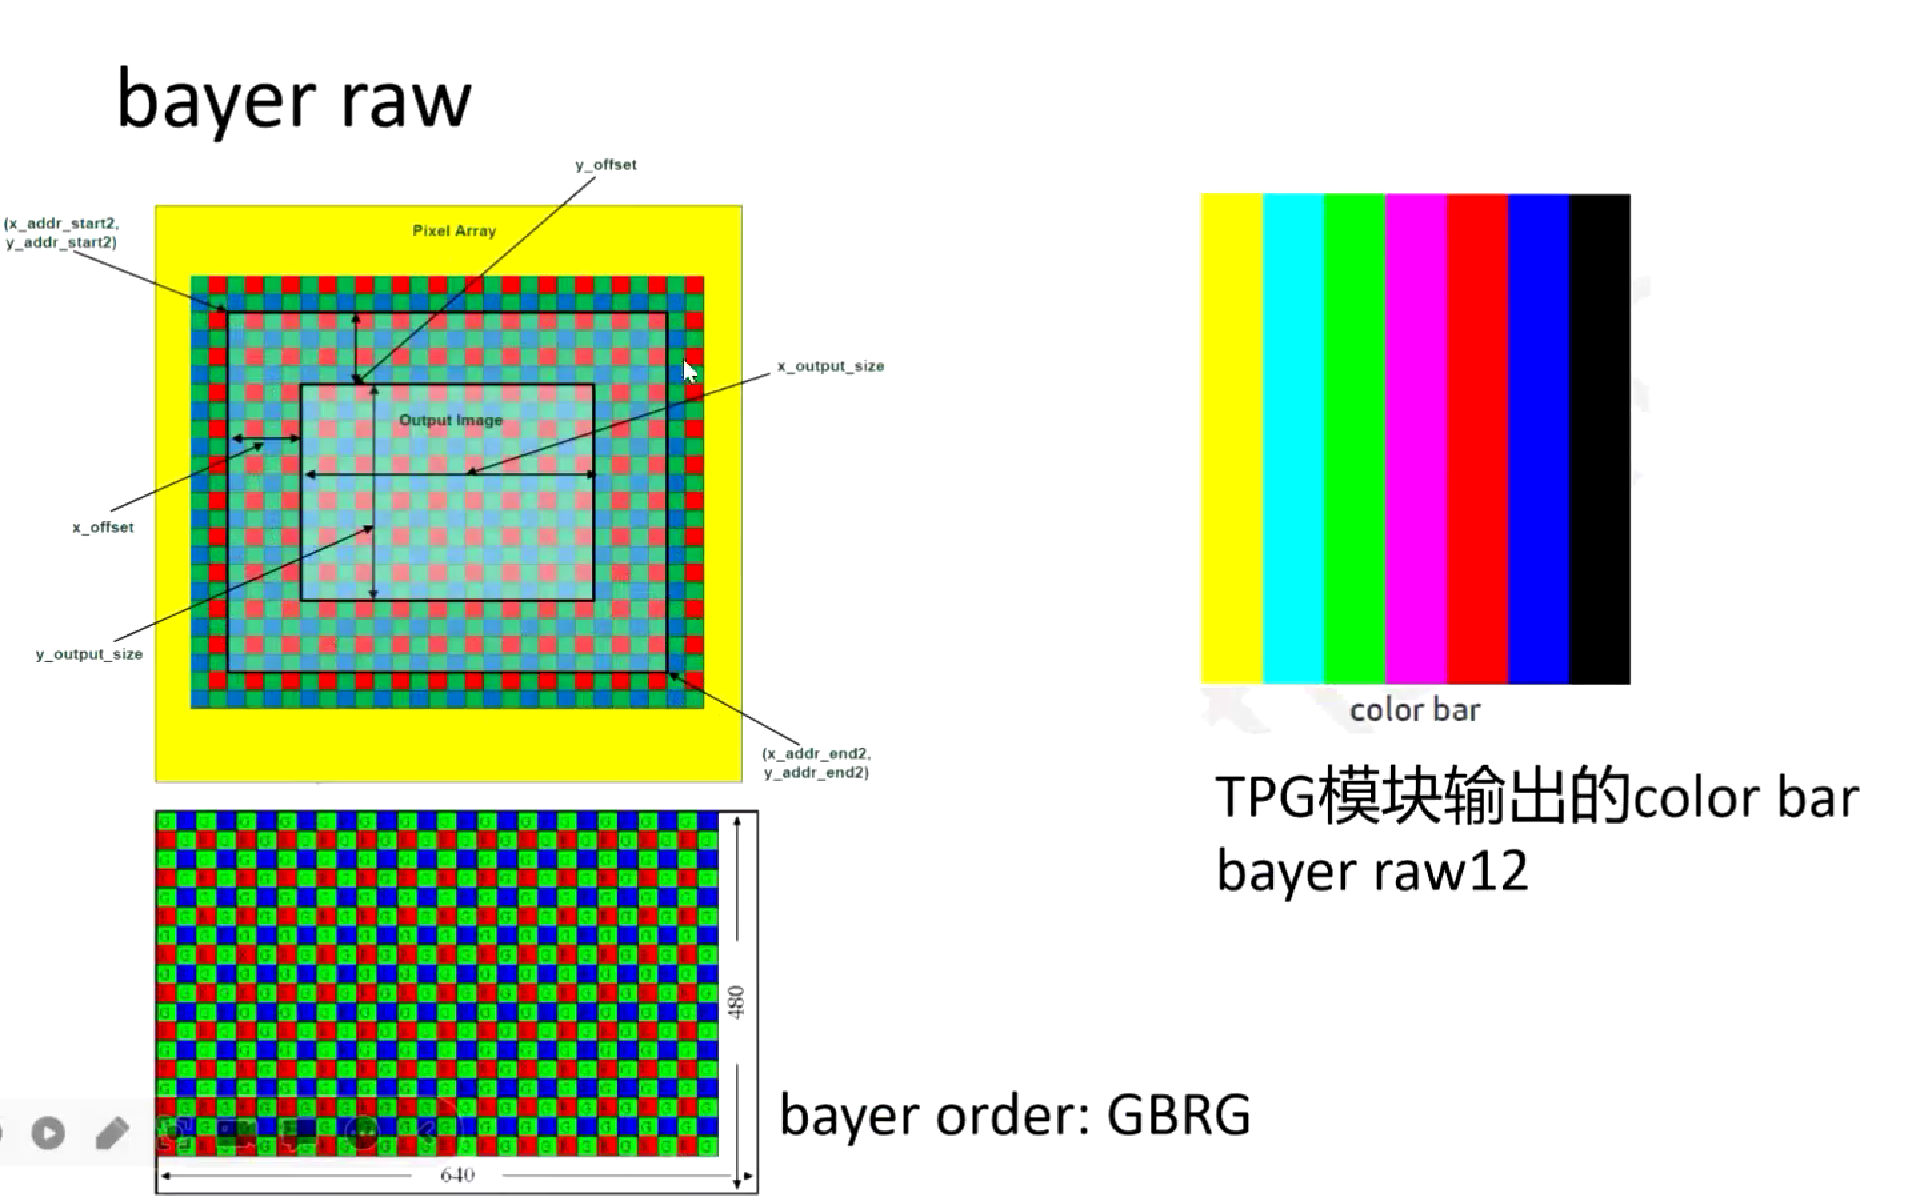 bayer raw
y_offset
(x_addr_start2,
y_addr_start2)
Pixel Array
x_output_size
Output Image
x_offset
y_output_size
(x_addr_end2,
y_addr_end2)
color bar
TPG模块输出的color bar
bayer raw12
480
640
bayer order: GBRG